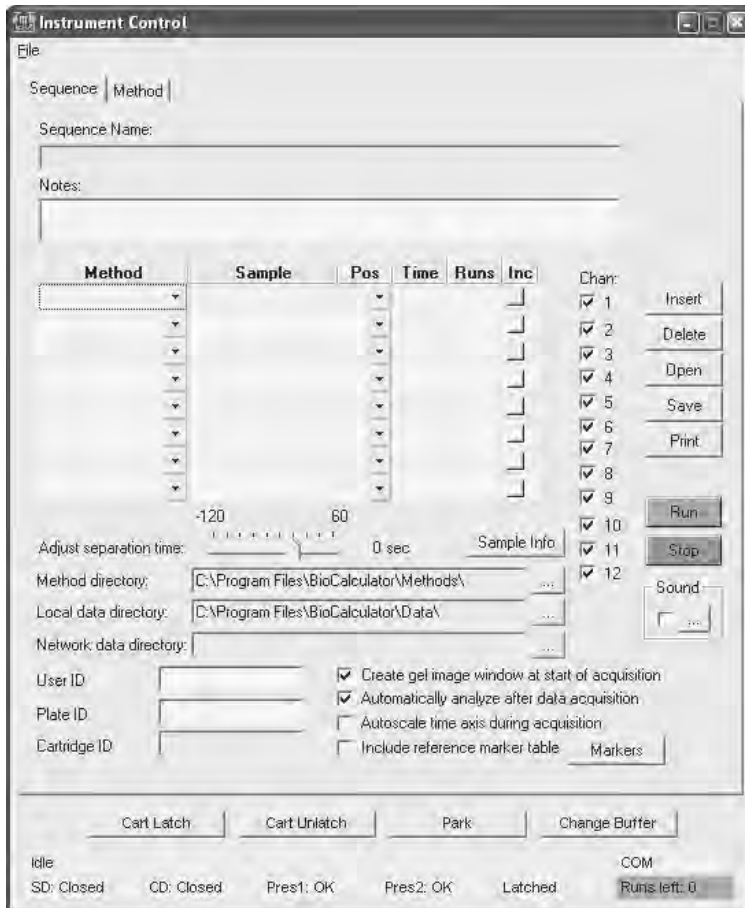 Instrument Control
File
Sequence Method
Sequence Name:
Notes:
Method Sample Pos Time Runs Inc
Chan:
1
2
3
4
5
6
7
8
9
10
11
12
Insert
Delete
Open
Save
Print
Run
Stop
Sound
...
-120 60
Adjust separation time: 0 sec Sample Info
Method directory: C:\Program Files\BioCalculator\Methods\ ...
Local data directory: C:\Program Files\BioCalculator\Data\ ...
Network data directory: ...
User ID
Plate ID
Cartridge ID
Create gel image window at start of acquisition
Automatically analyze after data acquisition
Autoscale time axis during acquisition
Include reference marker table Markers
Cart Latch Cart Unlatch Park Change Buffer
Idle COM
SD: Closed CD: Closed Pres1: OK Pres2: OK Latched Runs left: 0